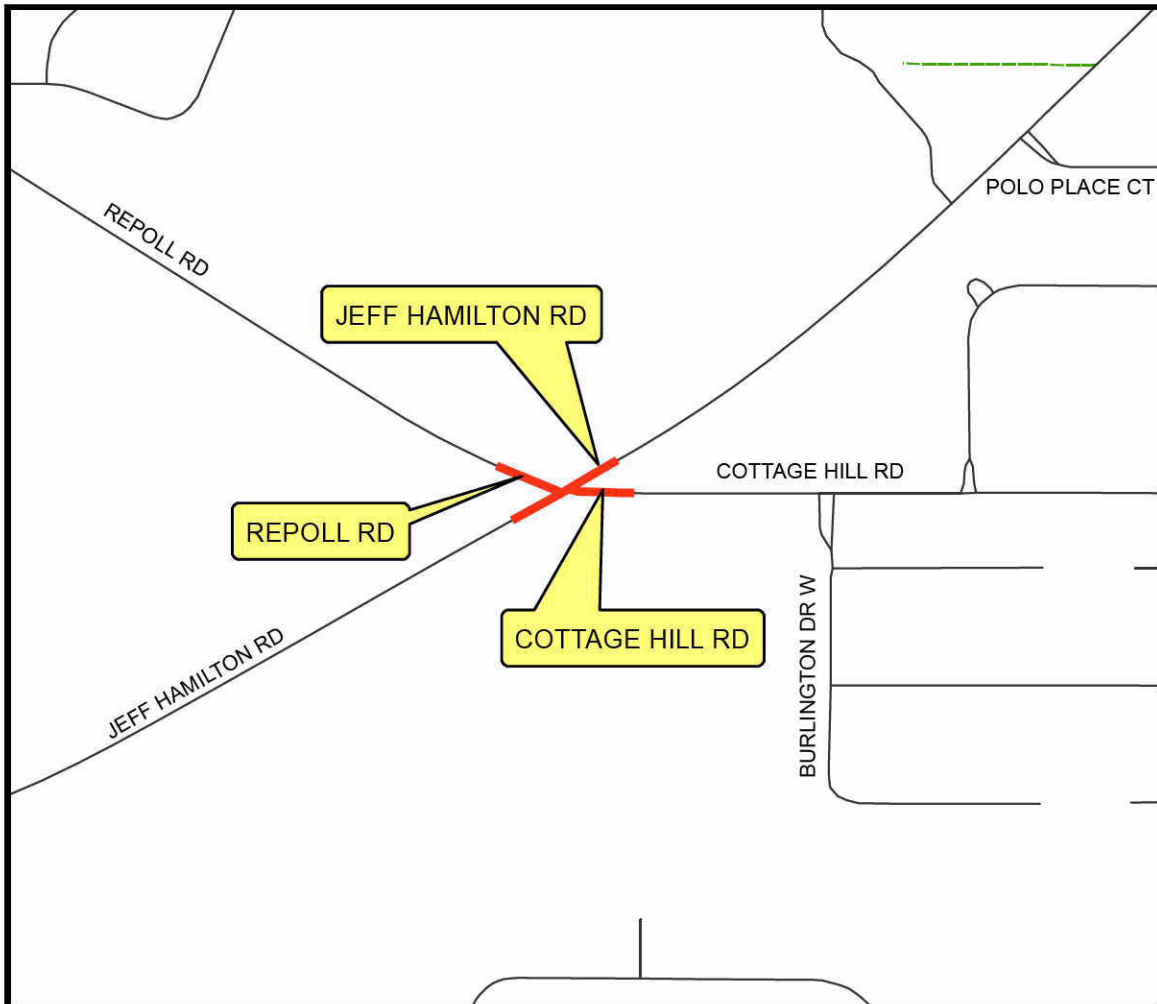 POLO PLACE CT
REPOLL RD
JEFF HAMILTON RD
COTTAGE HILL RD
REPOLL RD
COTTAGE HILL RD
JEFF HAMILTON RD
BURLINGTON DR W